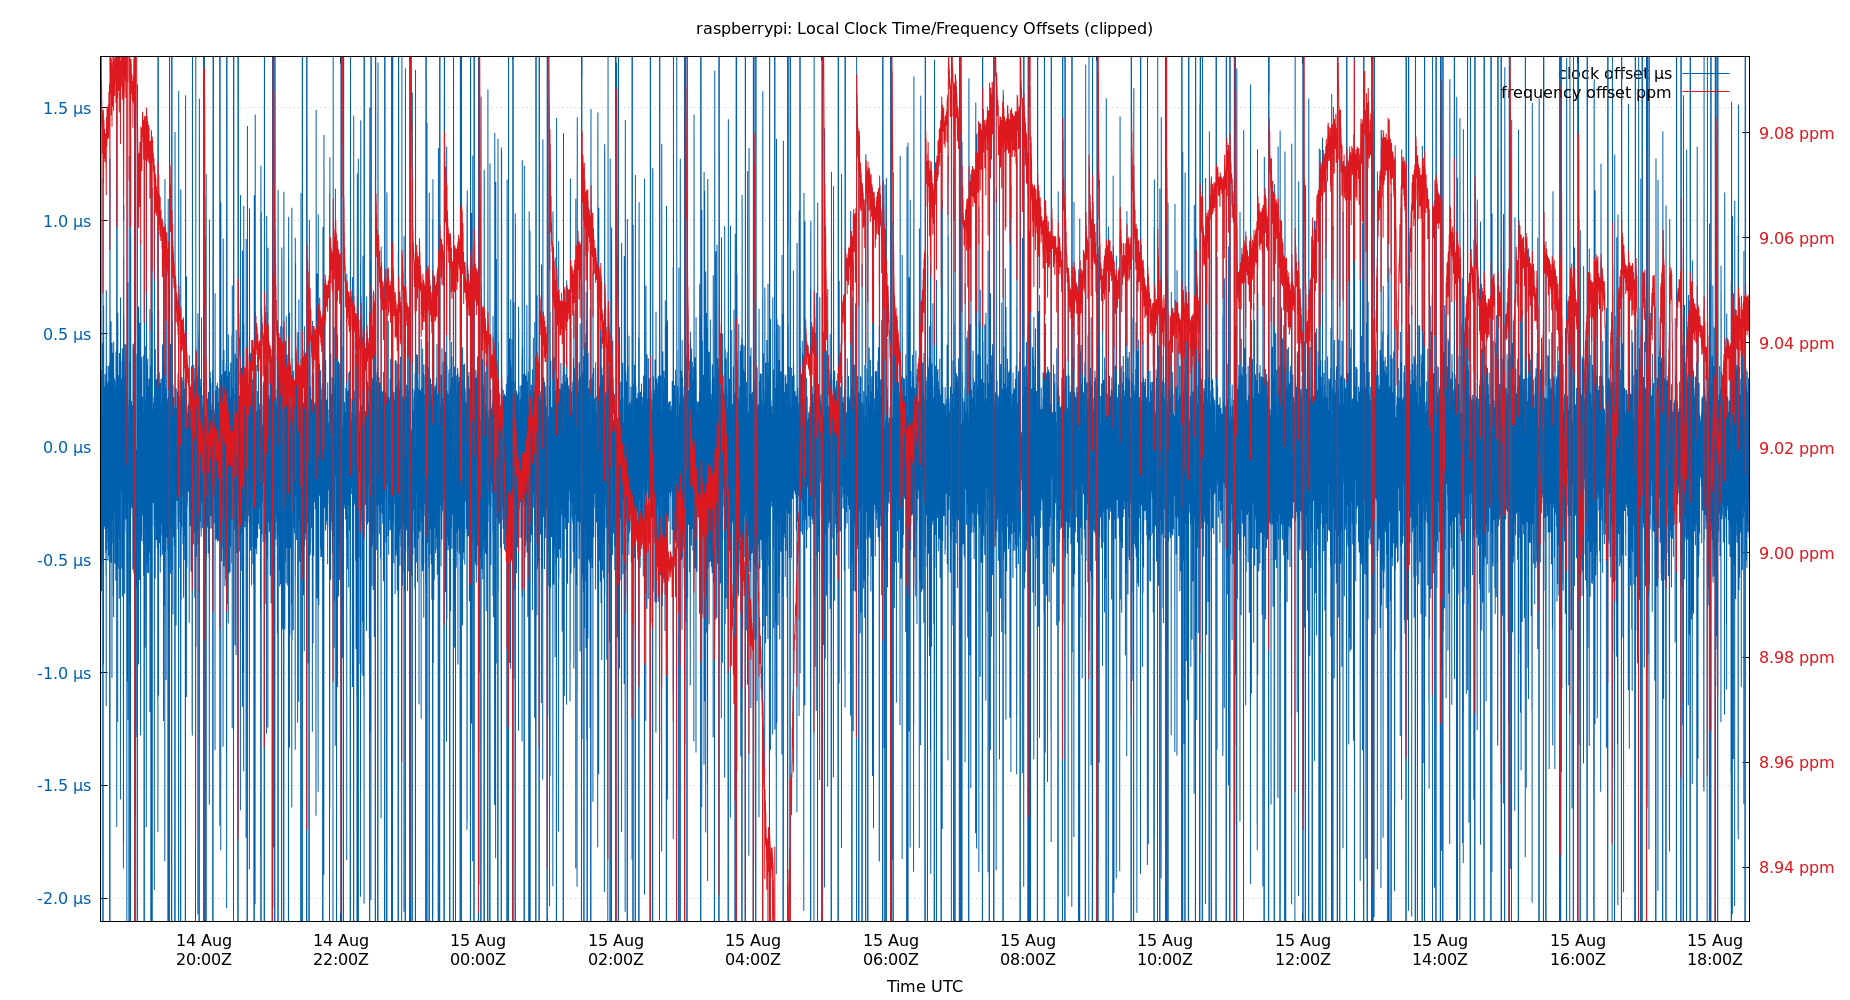 raspberrypi: Local Clock Time/Frequency Offsets (clipped)
clock offset µs
frequency offset ppm
1.5 µs
1.0 µs
0.5 µs
0.0 µs
-0.5 µs
-1.0 µs
-1.5 µs
-2.0 µs
9.08 ppm
9.06 ppm
9.04 ppm
9.02 ppm
9.00 ppm
8.98 ppm
8.96 ppm
8.94 ppm
14 Aug
20:00Z
14 Aug
22:00Z
15 Aug
00:00Z
15 Aug
02:00Z
15 Aug
04:00Z
15 Aug
06:00Z
15 Aug
08:00Z
15 Aug
10:00Z
15 Aug
12:00Z
15 Aug
14:00Z
15 Aug
16:00Z
15 Aug
18:00Z
Time UTC